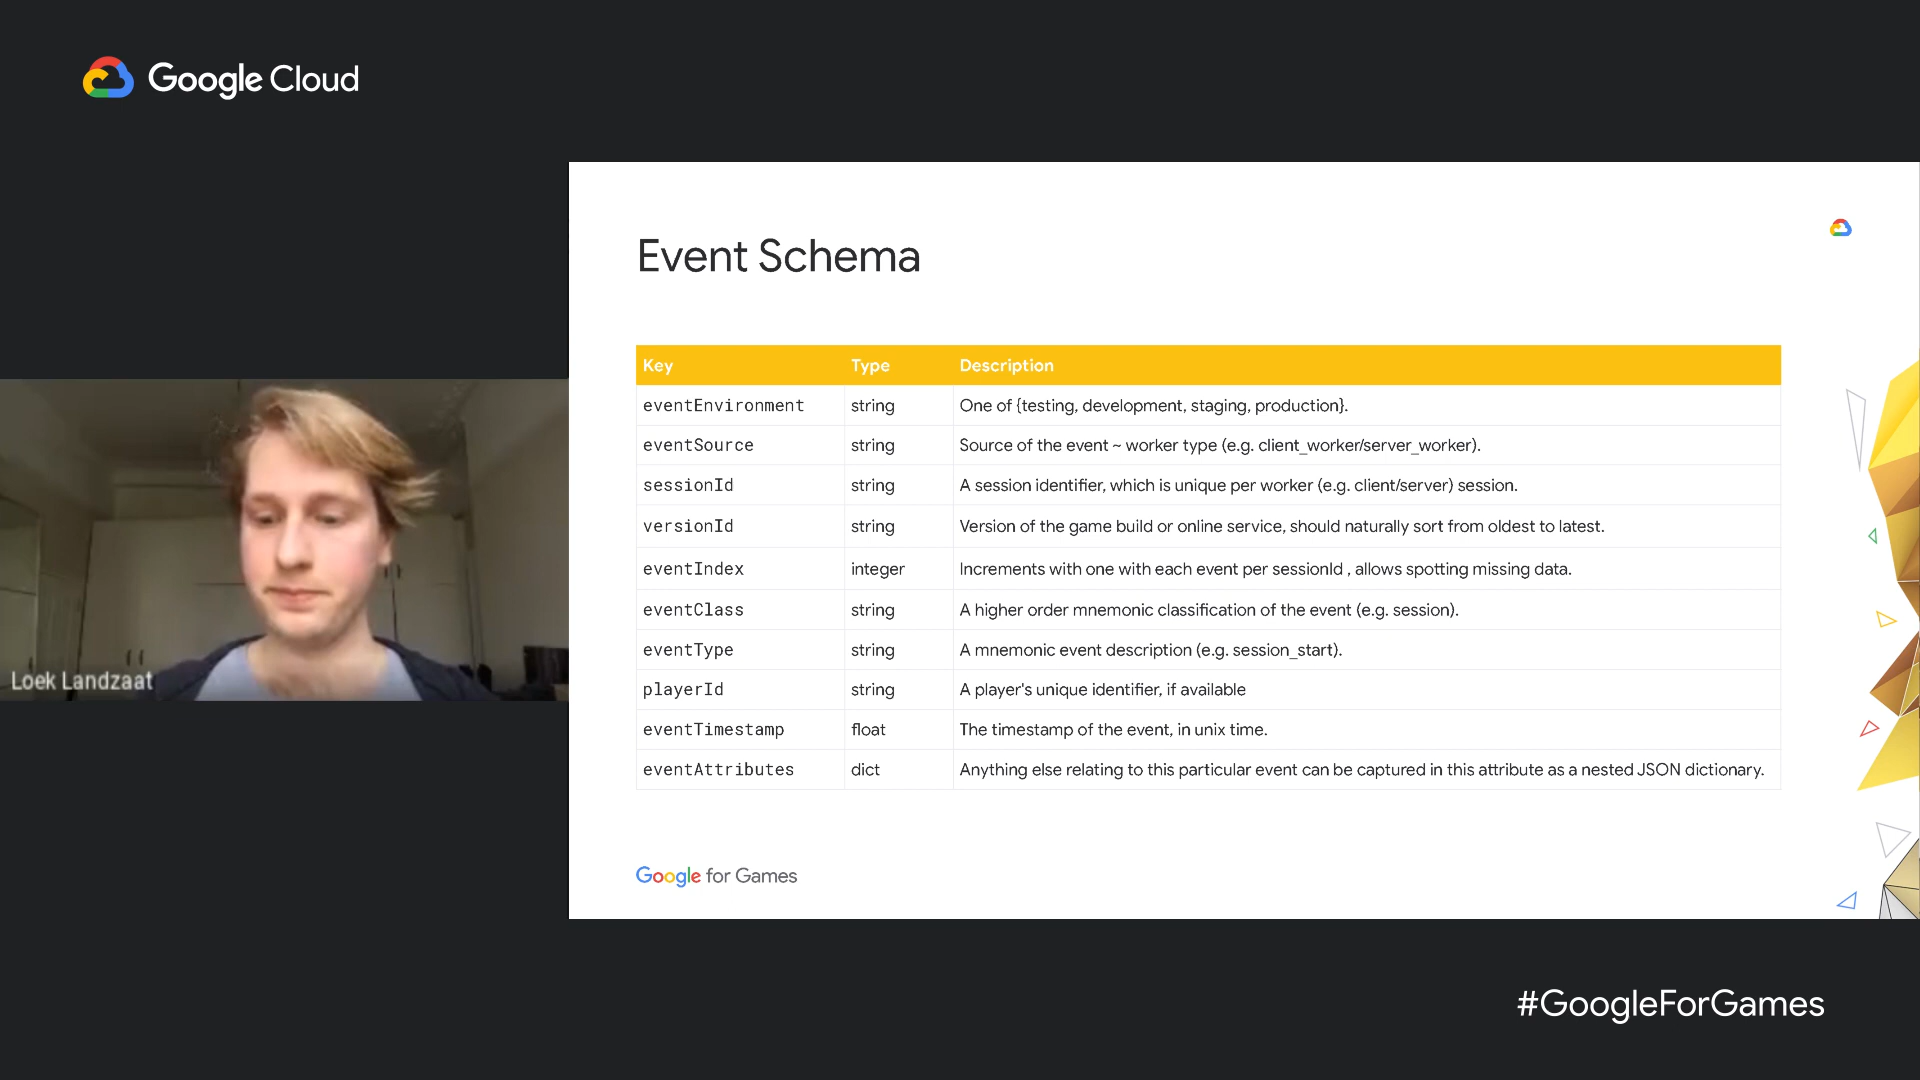 Google Cloud
Event Schema
Key Type Description
eventEnvironment string One of {testing, development, staging, production}.
eventSource string Source of the event ~ worker type (e.g. client_worker/server_worker).
sessionId string A session identifier, which is unique per worker (e.g. client/server) session.
versionId string Version of the game build or online service, should naturally sort from oldest to latest.
eventIndex integer Increments with one with each event per sessionId , allows spotting missing data.
eventClass string A higher order mnemonic classification of the event (e.g. session).
eventType string A mnemonic event description (e.g. session_start).
playerId string A player's unique identifier, if available
eventTimestamp float The timestamp of the event, in unix time.
eventAttributes dict Anything else relating to this particular event can be captured in this attribute as a nested JSON dictionary.
Loek Landzaat
Google for Games
#GoogleForGames